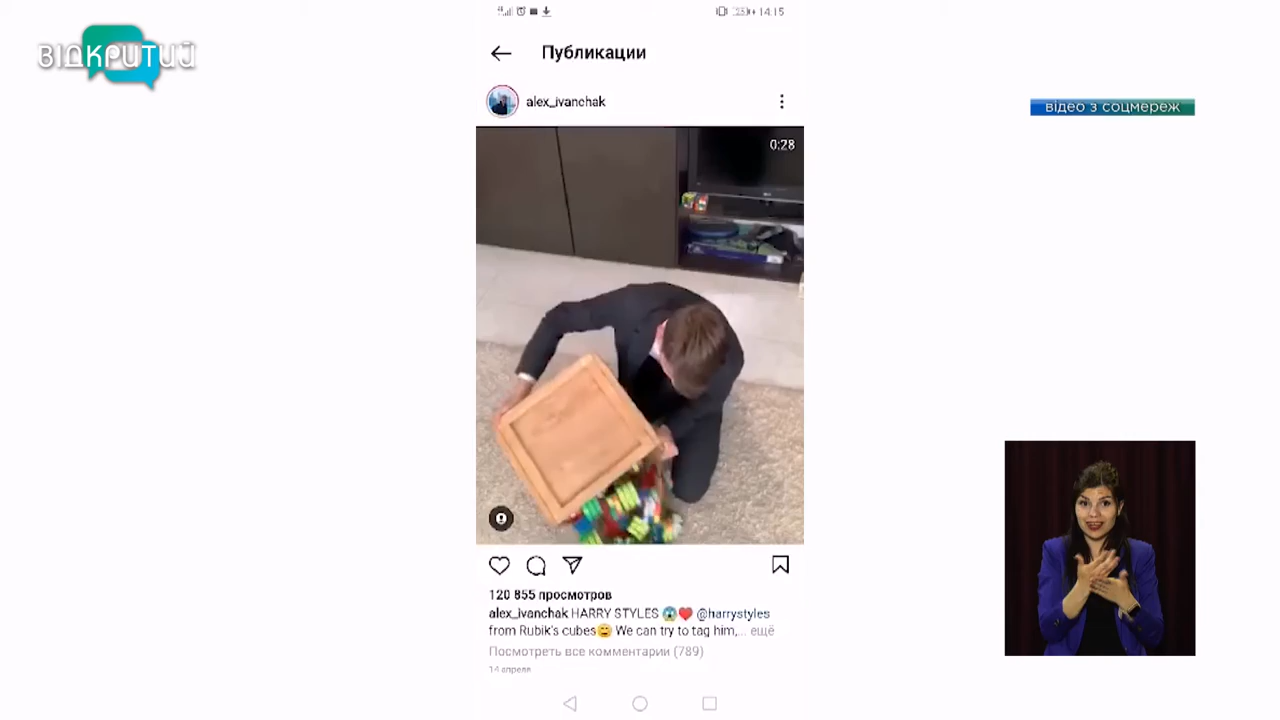 14:15
ВІДКРИТИЙ
Публикации
alex_ivanchak
відео з соцмереж
0:28
120 855 просмотров
alex_ivanchak HARRY STYLES 😱♥️ @harrystyles
from Rubik's cubes😄 We can try to tag him,... ещё
Посмотреть все комментарии (789)
14 апреля